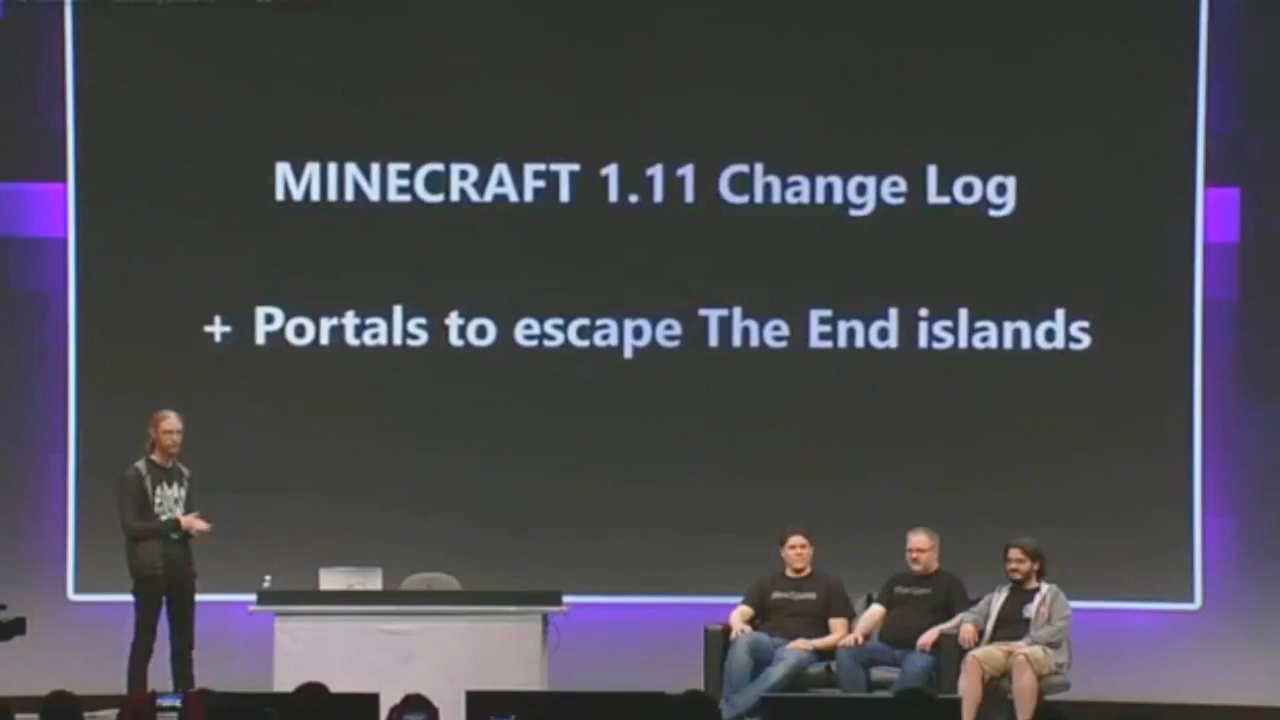 MINECRAFT 1.11 Change Log
+ Portals to escape The End islands